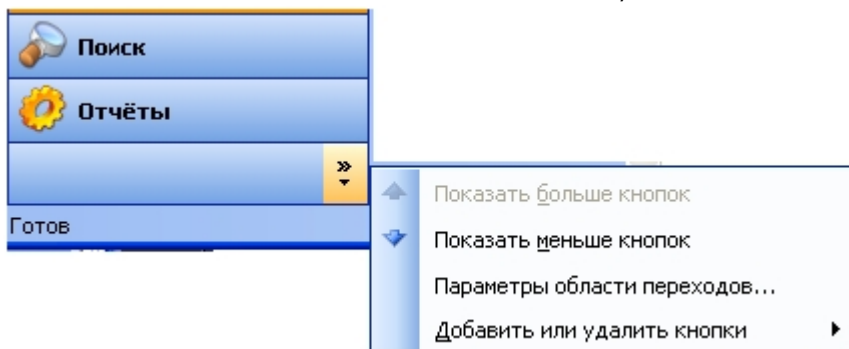 Поиск
Отчёты
Готов
Показать больше кнопок
Показать меньше кнопок
Параметры области переходов...
Добавить или удалить кнопки